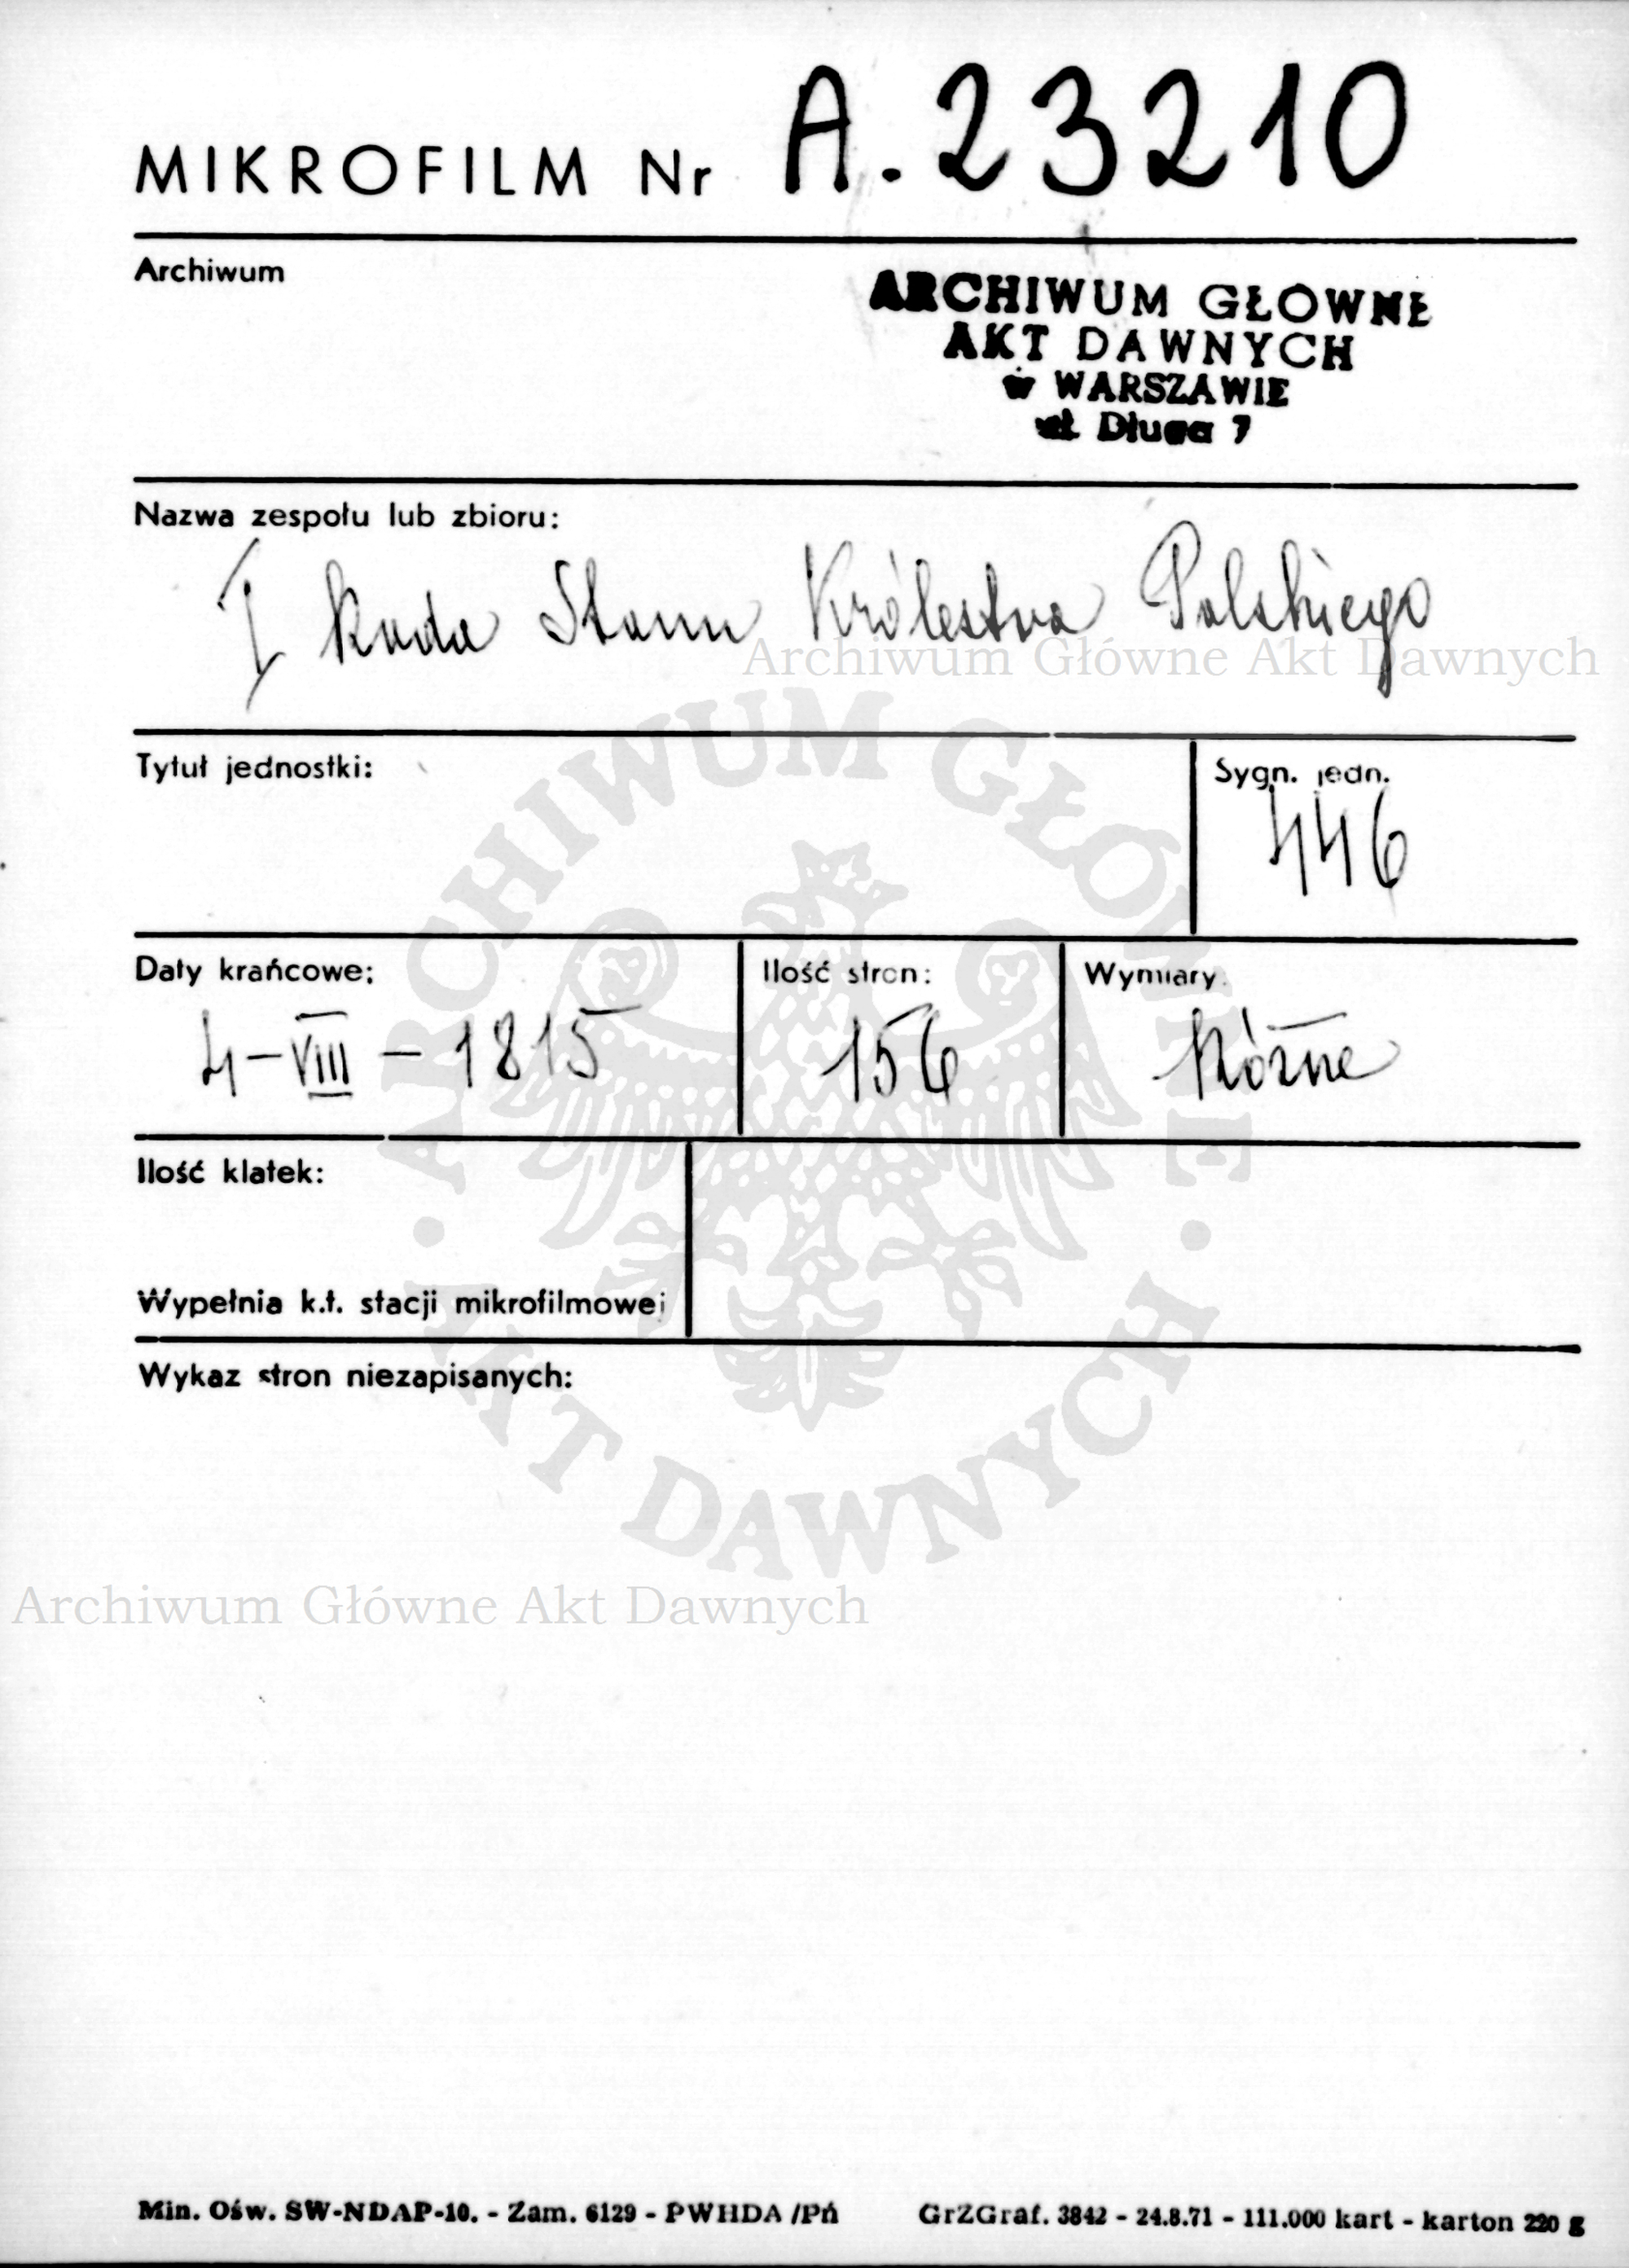 MIKROFILM Nr A. 23210
Archiwum
ARCHIWUM GŁÓWNE
AKT DAWNYCH
w WARSZAWIE
ul. Długa 7
Nazwa zespołu lub zbioru:
I Rada Stanu Królestwa Polskiego
Archiwum Główne Akt Dawnych
Tytuł jednostki:
Sygn. jedn.
446
Daty krańcowe:
4-VIII-1815
Ilość stron:
156
Wymiary:
Różne
Ilość klatek:
Wypełnia k.t. stacji mikrofilmowej
Wykaz stron niezapisanych:
ARCHIWUM GŁÓWNE · AKT DAWNYCH ·
Archiwum Główne Akt Dawnych
Min. Ośw. SW-NDAP-10. - Zam. 6129 - PWHDA /Pń GrZGraf. 3842 - 24.8.71 - 111.000 kart - karton 220 g